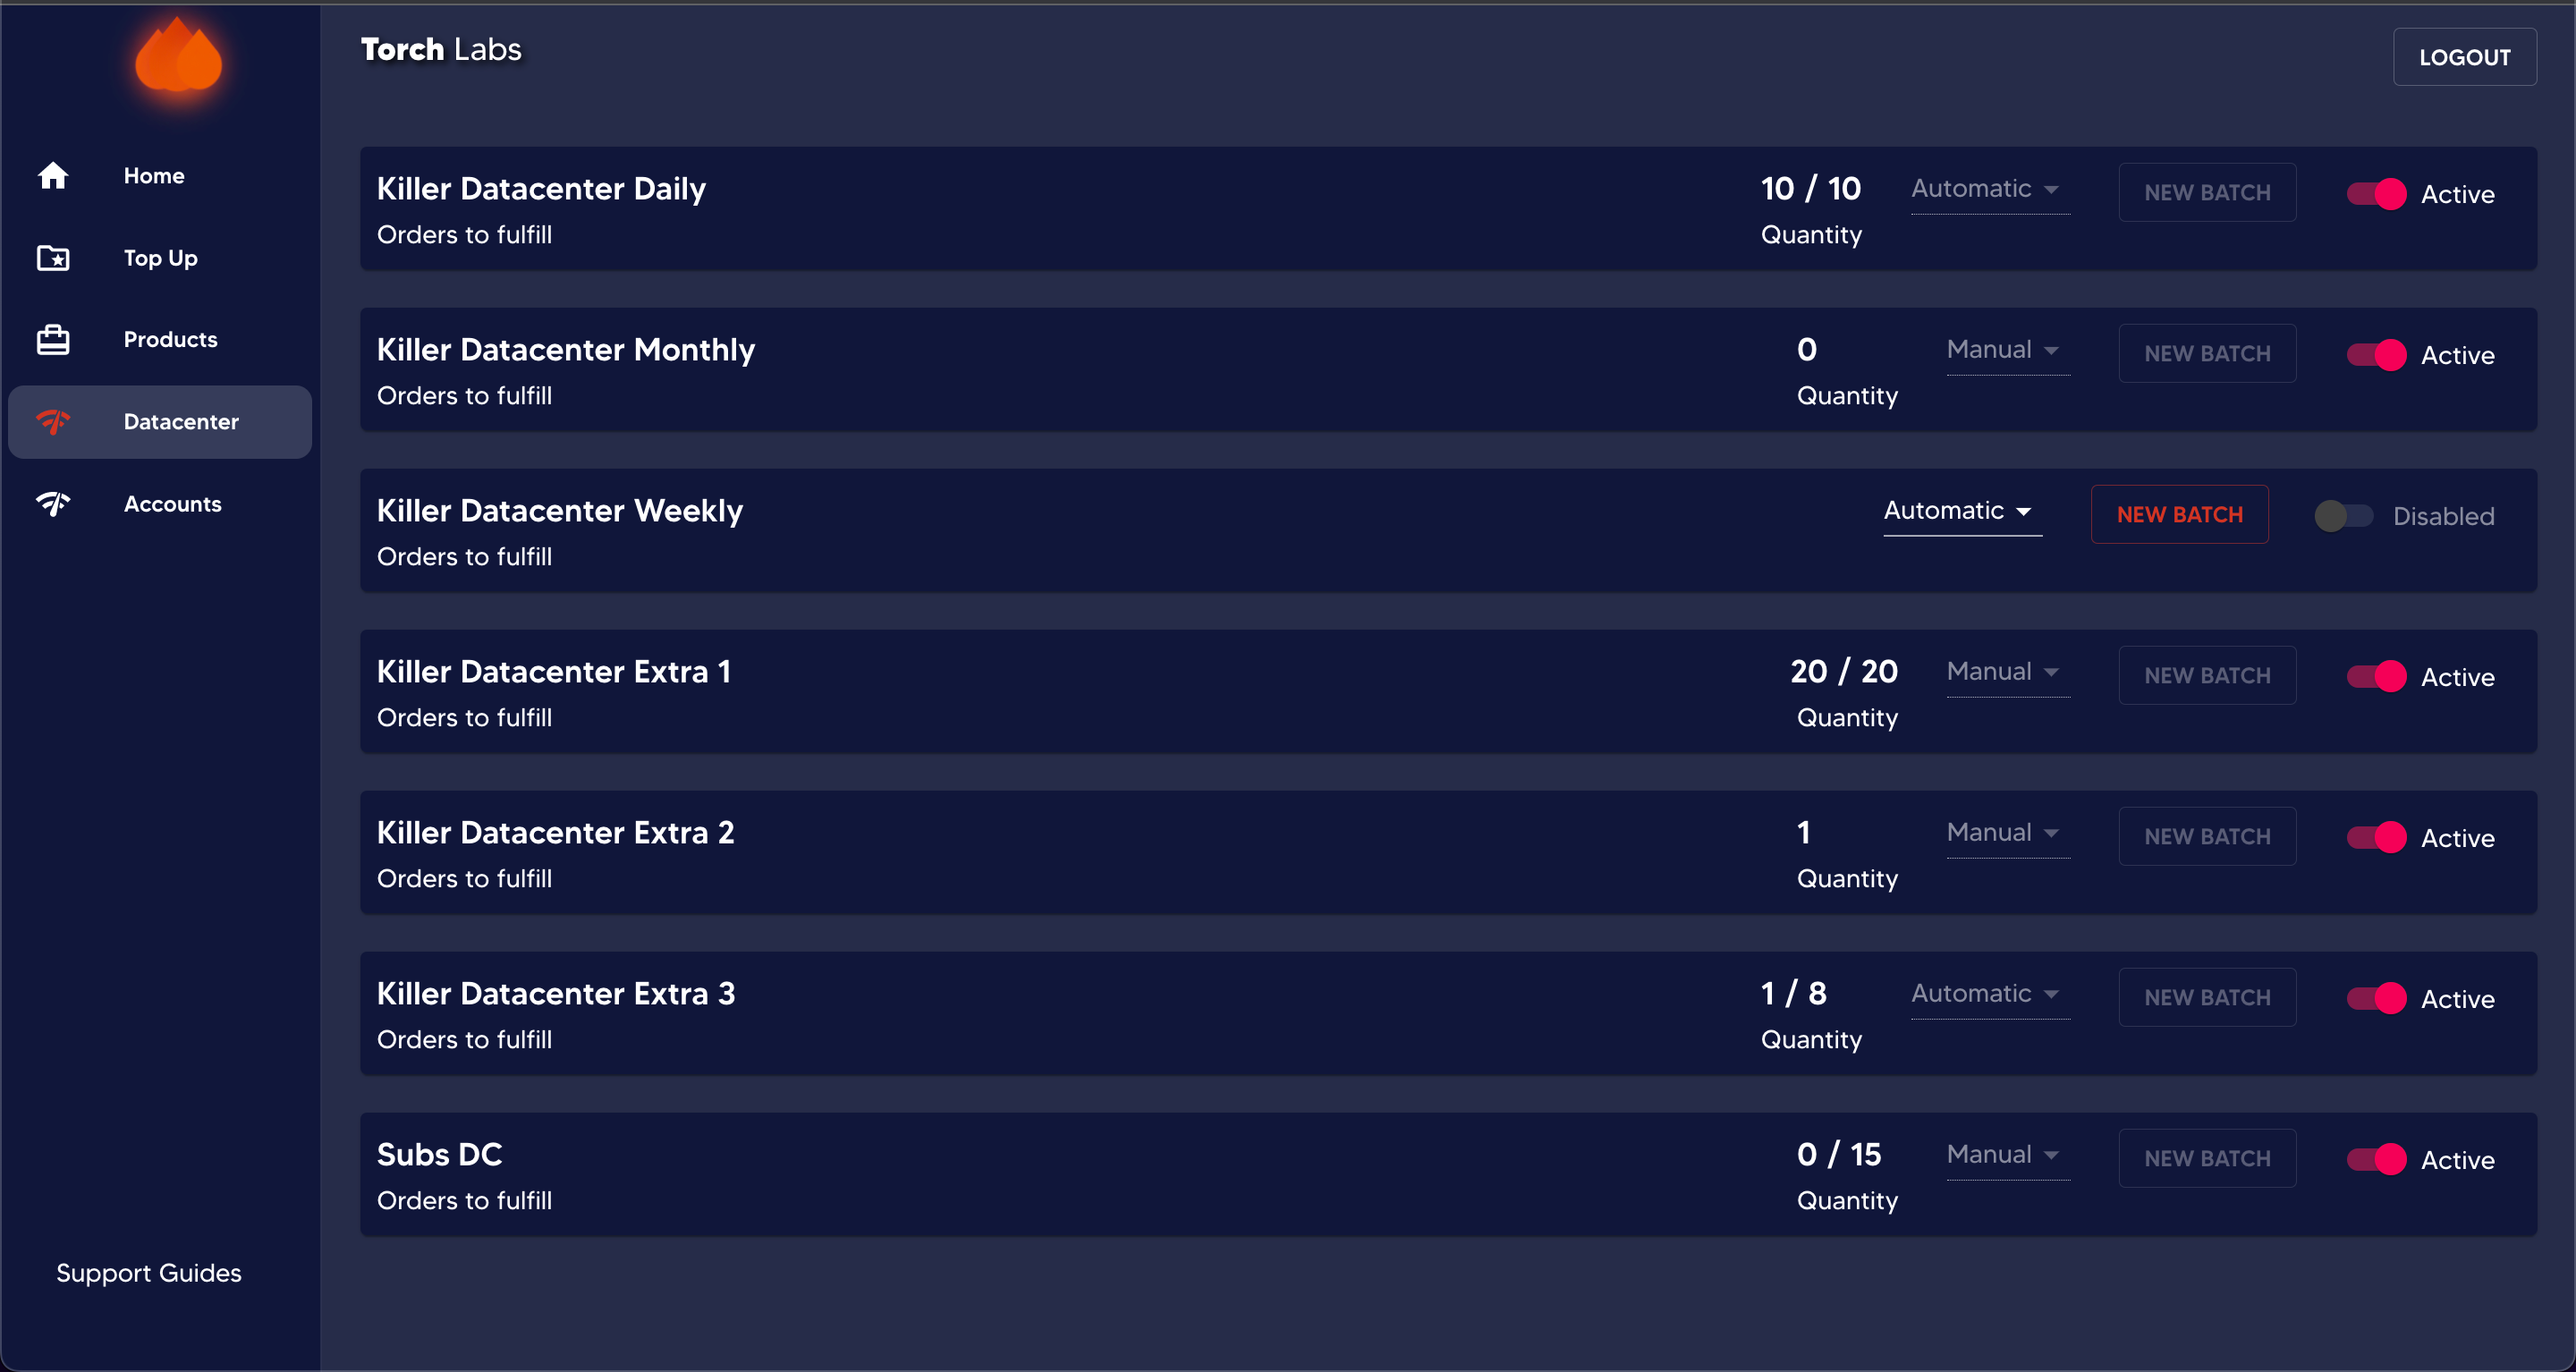 Torch Labs
LOGOUT
Home
Top Up
Products
Datacenter
Accounts
Support Guides
Killer Datacenter Daily
Orders to fulfill
10 / 10
Quantity
Automatic
NEW BATCH
Active
Killer Datacenter Monthly
Orders to fulfill
0
Quantity
Manual
NEW BATCH
Active
Killer Datacenter Weekly
Orders to fulfill
Automatic
NEW BATCH
Disabled
Killer Datacenter Extra 1
Orders to fulfill
20 / 20
Quantity
Manual
NEW BATCH
Active
Killer Datacenter Extra 2
Orders to fulfill
1
Quantity
Manual
NEW BATCH
Active
Killer Datacenter Extra 3
Orders to fulfill
1 / 8
Quantity
Automatic
NEW BATCH
Active
Subs DC
Orders to fulfill
0 / 15
Quantity
Manual
NEW BATCH
Active